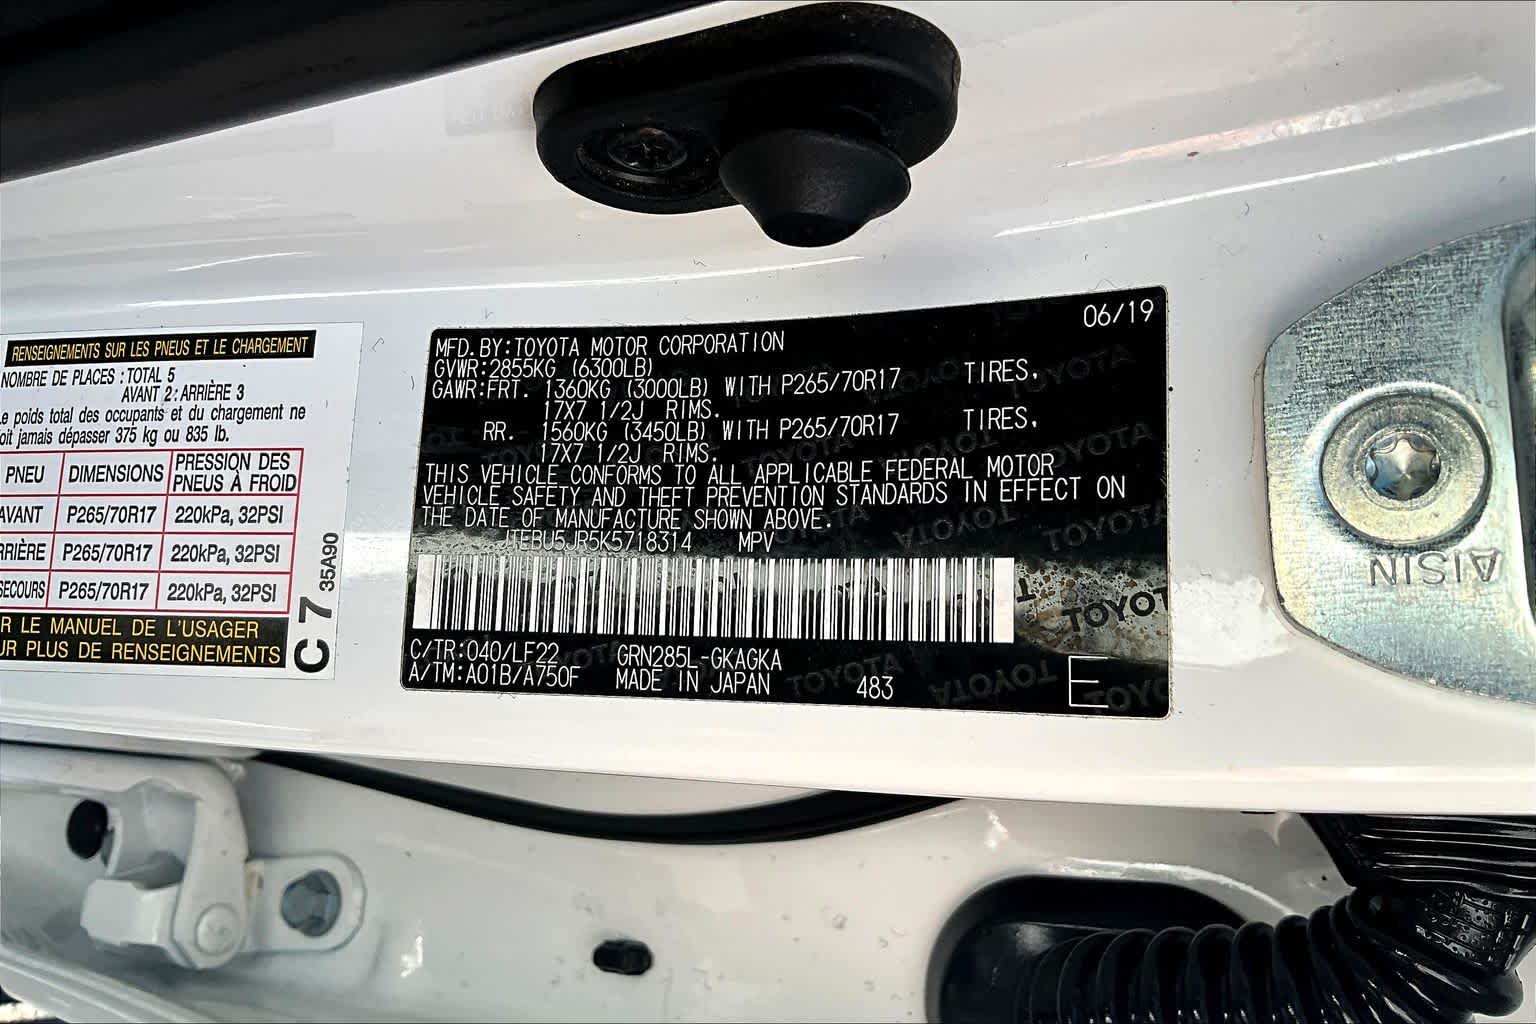 RENSEIGNEMENTS SUR LES PNEUS ET LE CHARGEMENT
NOMBRE DE PLACES : TOTAL 5
AVANT 2 : ARRIÈRE 3
Le poids total des occupants et du chargement ne
doit jamais dépasser 375 kg ou 835 lb.
PNEU DIMENSIONS PRESSION DES PNEUS À FROID
AVANT P265/70R17 220kPa, 32PSI
ARRIÈRE P265/70R17 220kPa, 32PSI
SECOURS P265/70R17 220kPa, 32PSI
R LE MANUEL DE L'USAGER
UR PLUS DE RENSEIGNEMENTS
C 7 35A90
06/19
MFD.BY:TOYOTA MOTOR CORPORATION
GVWR:2855KG (6300LB)
GAWR:FRT. 1360KG (3000LB) WITH P265/70R17 TIRES,
17X7 1/2J RIMS.
RR. 1560KG (3450LB) WITH P265/70R17 TIRES,
17X7 1/2J RIMS.
THIS VEHICLE CONFORMS TO ALL APPLICABLE FEDERAL MOTOR
VEHICLE SAFETY AND THEFT PREVENTION STANDARDS IN EFFECT ON
THE DATE OF MANUFACTURE SHOWN ABOVE.
JTEBU5JR5K5718314 MPV
C/TR:040/LF22 GRN285L-GKAGKA
A/TM:A01B/A750F MADE IN JAPAN 483 E
TOYOTA
AISIN